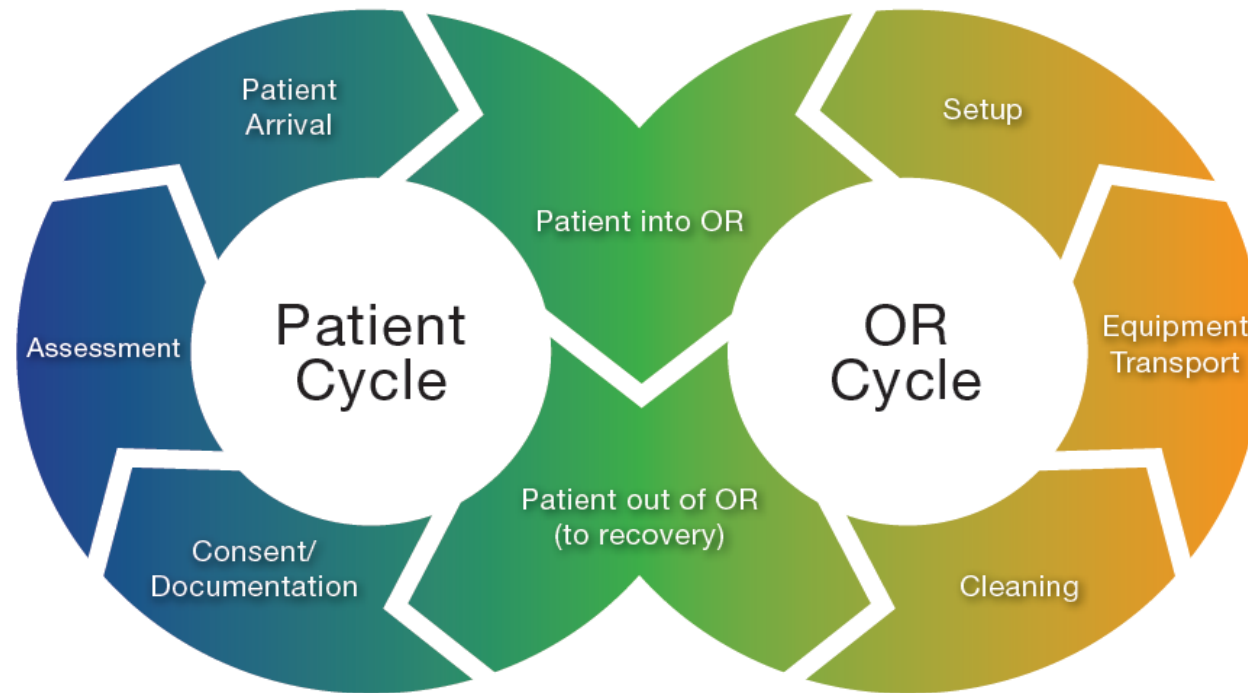 Patient
Arrival
Setup
Patient into OR
Assessment
Patient
Cycle
OR
Cycle
Equipment
Transport
Patient out of OR
(to recovery)
Consent/
Documentation
Cleaning